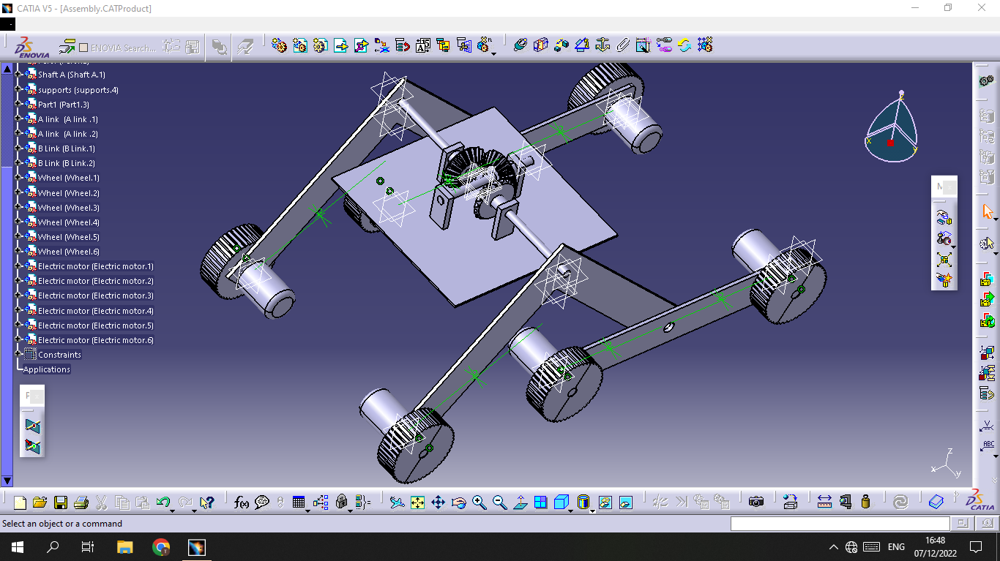 CATIA V5 - [Assembly.CATProduct]
ENOVIA
ENOVIA Search...
Shaft A (Shaft A.1)
supports (supports.4)
Part1 (Part1.3)
A link (A link .1)
A link (A link .2)
B Link (B Link.1)
B Link (B Link.2)
Wheel (Wheel.1)
Wheel (Wheel.2)
Wheel (Wheel.3)
Wheel (Wheel.4)
Wheel (Wheel.5)
Wheel (Wheel.6)
Electric motor (Electric motor.1)
Electric motor (Electric motor.2)
Electric motor (Electric motor.3)
Electric motor (Electric motor.4)
Electric motor (Electric motor.5)
Electric motor (Electric motor.6)
Constraints
Applications
P
M
z
x
y
z
x
y
ABC
f(x)
CATIA
Select an object or a command
ENG
16:48
07/12/2022